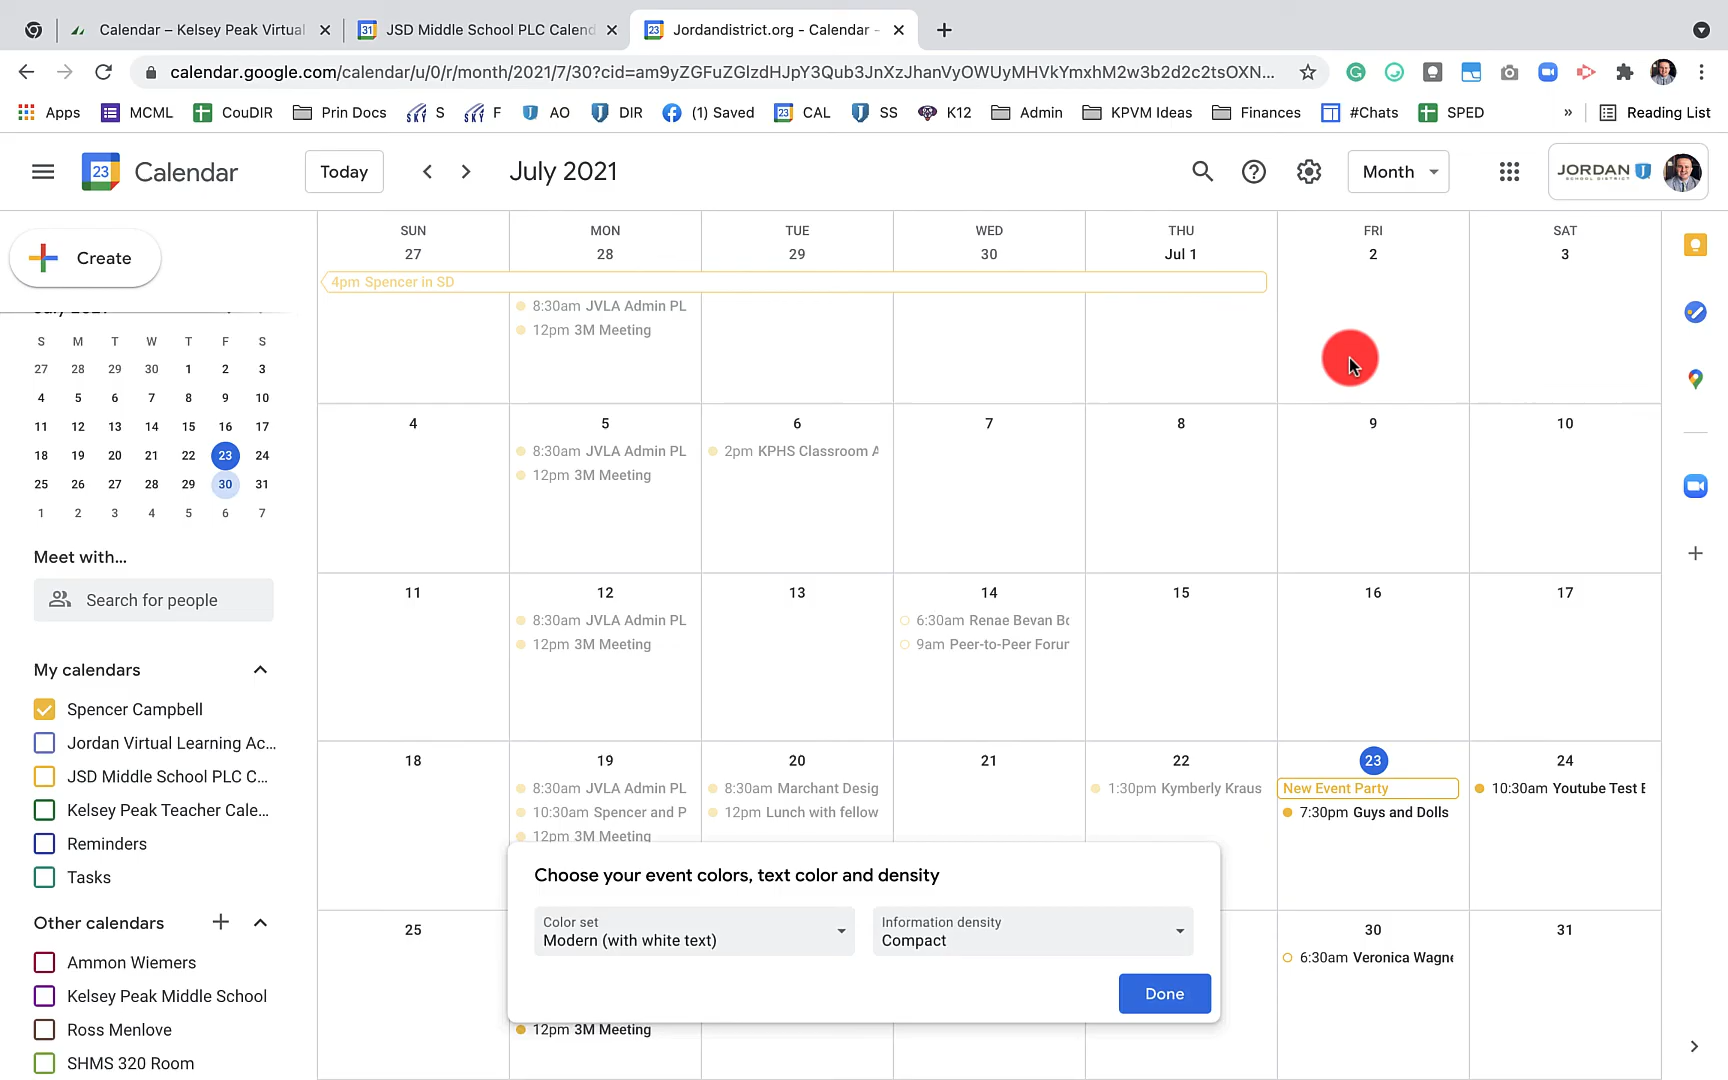 Calendar – Kelsey Peak Virtual
JSD Middle School PLC Calend
Jordandistrict.org - Calendar -
calendar.google.com/calendar/u/0/r/month/2021/7/30?cid=am9yZGFuZGlzdHJpY3Qub3JnXzJhanVyOWUyMHVkYmxhM2w3b2d2c2tsOXN...
Apps MCML CouDIR Prin Docs S F AO DIR (1) Saved CAL SS K12 Admin KPVM Ideas Finances #Chats SPED » Reading List
23 Calendar Today July 2021 Month JORDAN
SCHOOL DISTRICT
Create
SUN MON TUE WED THU FRI SAT
27 28 29 30 Jul 1 2 3
4pm Spencer in SD
8:30am JVLA Admin PL
12pm 3M Meeting
S M T W T F S
27 28 29 30 1 2 3
4 5 6 7 8 9 10
11 12 13 14 15 16 17
18 19 20 21 22 23 24
25 26 27 28 29 30 31
1 2 3 4 5 6 7
4 5 6 7 8 9 10
8:30am JVLA Admin PL 2pm KPHS Classroom A
12pm 3M Meeting
Meet with...
Search for people
11 12 13 14 15 16 17
8:30am JVLA Admin PL 6:30am Renae Bevan Bo
12pm 3M Meeting 9am Peer-to-Peer Forur
My calendars
Spencer Campbell
Jordan Virtual Learning Ac...
JSD Middle School PLC C...
Kelsey Peak Teacher Cale...
Reminders
Tasks
18 19 20 21 22 23 24
8:30am JVLA Admin PL 8:30am Marchant Desig 1:30pm Kymberly Kraus New Event Party 10:30am Youtube Test E
10:30am Spencer and P 12pm Lunch with fellow 7:30pm Guys and Dolls
12pm 3M Meeting
Choose your event colors, text color and density
Color set
Modern (with white text)
Information density
Compact
Done
Other calendars
Ammon Wiemers
Kelsey Peak Middle School
Ross Menlove
SHMS 320 Room
25 30 31
6:30am Veronica Wagne
12pm 3M Meeting